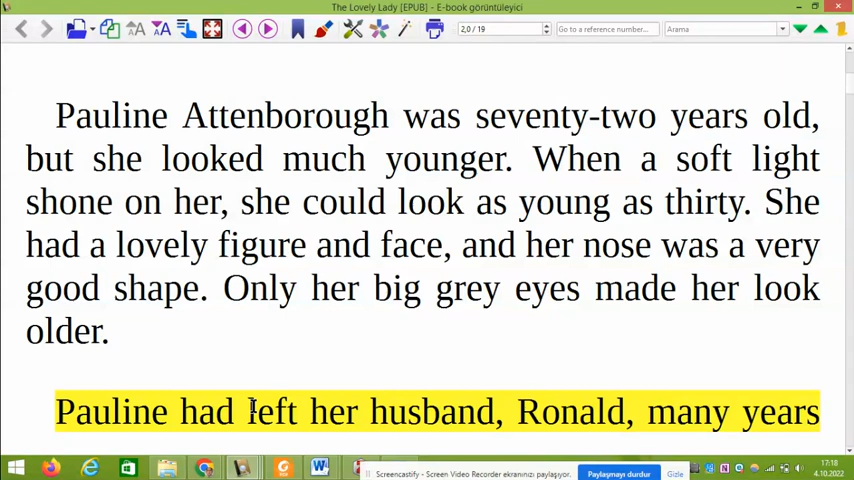 The Lovely Lady [EPUB] - E-book görüntüleyici
2,0 / 19
Go to a reference number...
Arama
Pauline Attenborough was seventy-two years old,
but she looked much younger. When a soft light
shone on her, she could look as young as thirty. She
had a lovely figure and face, and her nose was a very
good shape. Only her big grey eyes made her look
older.
Pauline had left her husband, Ronald, many years
Screencastify - Screen Video Recorder ekranınızı paylaşıyor.
Paylaşmayı durdur
Gizle
17:18
4.10.2022